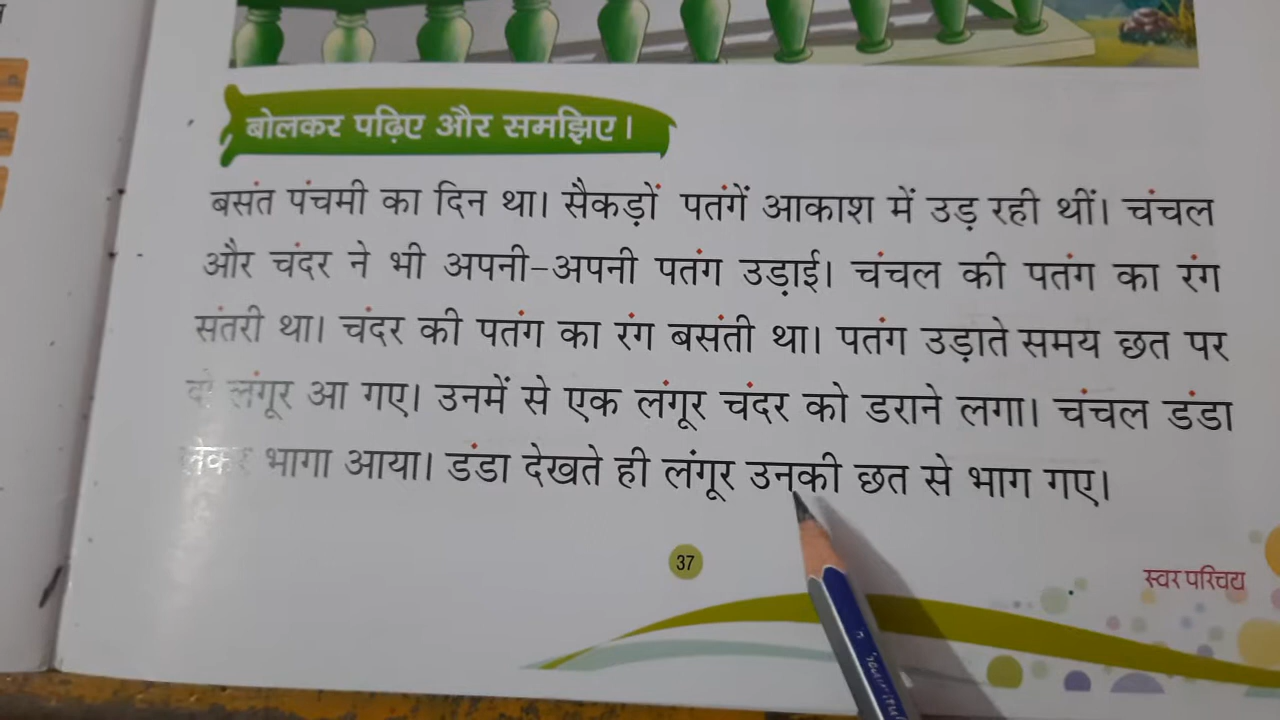 बोलकर पढ़िए और समझिए।
बसंत पंचमी का दिन था। सैकड़ों पतंगें आकाश में उड़ रही थीं। चंचल
और चंदर ने भी अपनी-अपनी पतंग उड़ाई। चंचल की पतंग का रंग
संतरी था। चंदर की पतंग का रंग बसंती था। पतंग उड़ाते समय छत पर
दो लंगूर आ गए। उनमें से एक लंगूर चंदर को डराने लगा। चंचल डंडा
लेकर भागा आया। डंडा देखते ही लंगूर उनकी छत से भाग गए।
37
स्वर परिचय